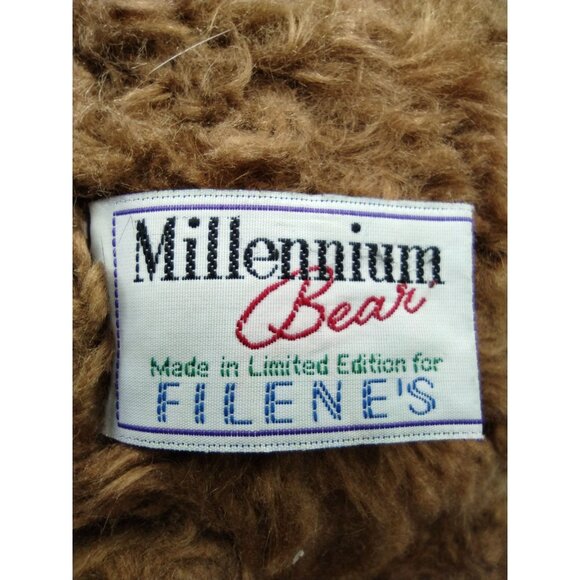 Millennium
Bear
Made in Limited Edition for
FILENE'S